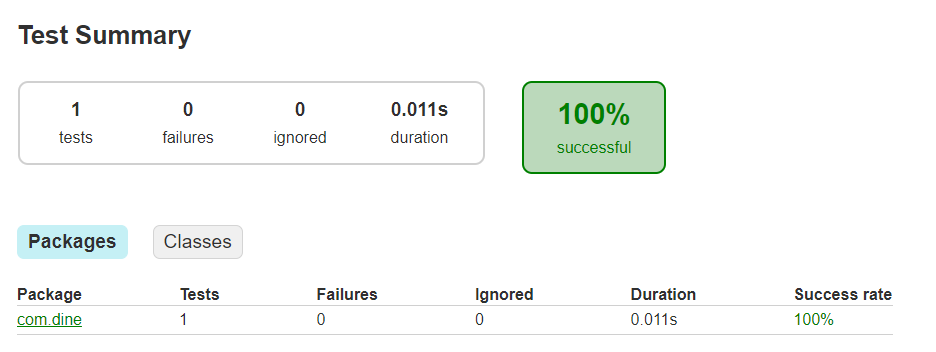 Test Summary
1 0 0 0.011s
tests failures ignored duration
100%
successful
Packages Classes
Package Tests Failures Ignored Duration Success rate
com.dine 1 0 0 0.011s 100%